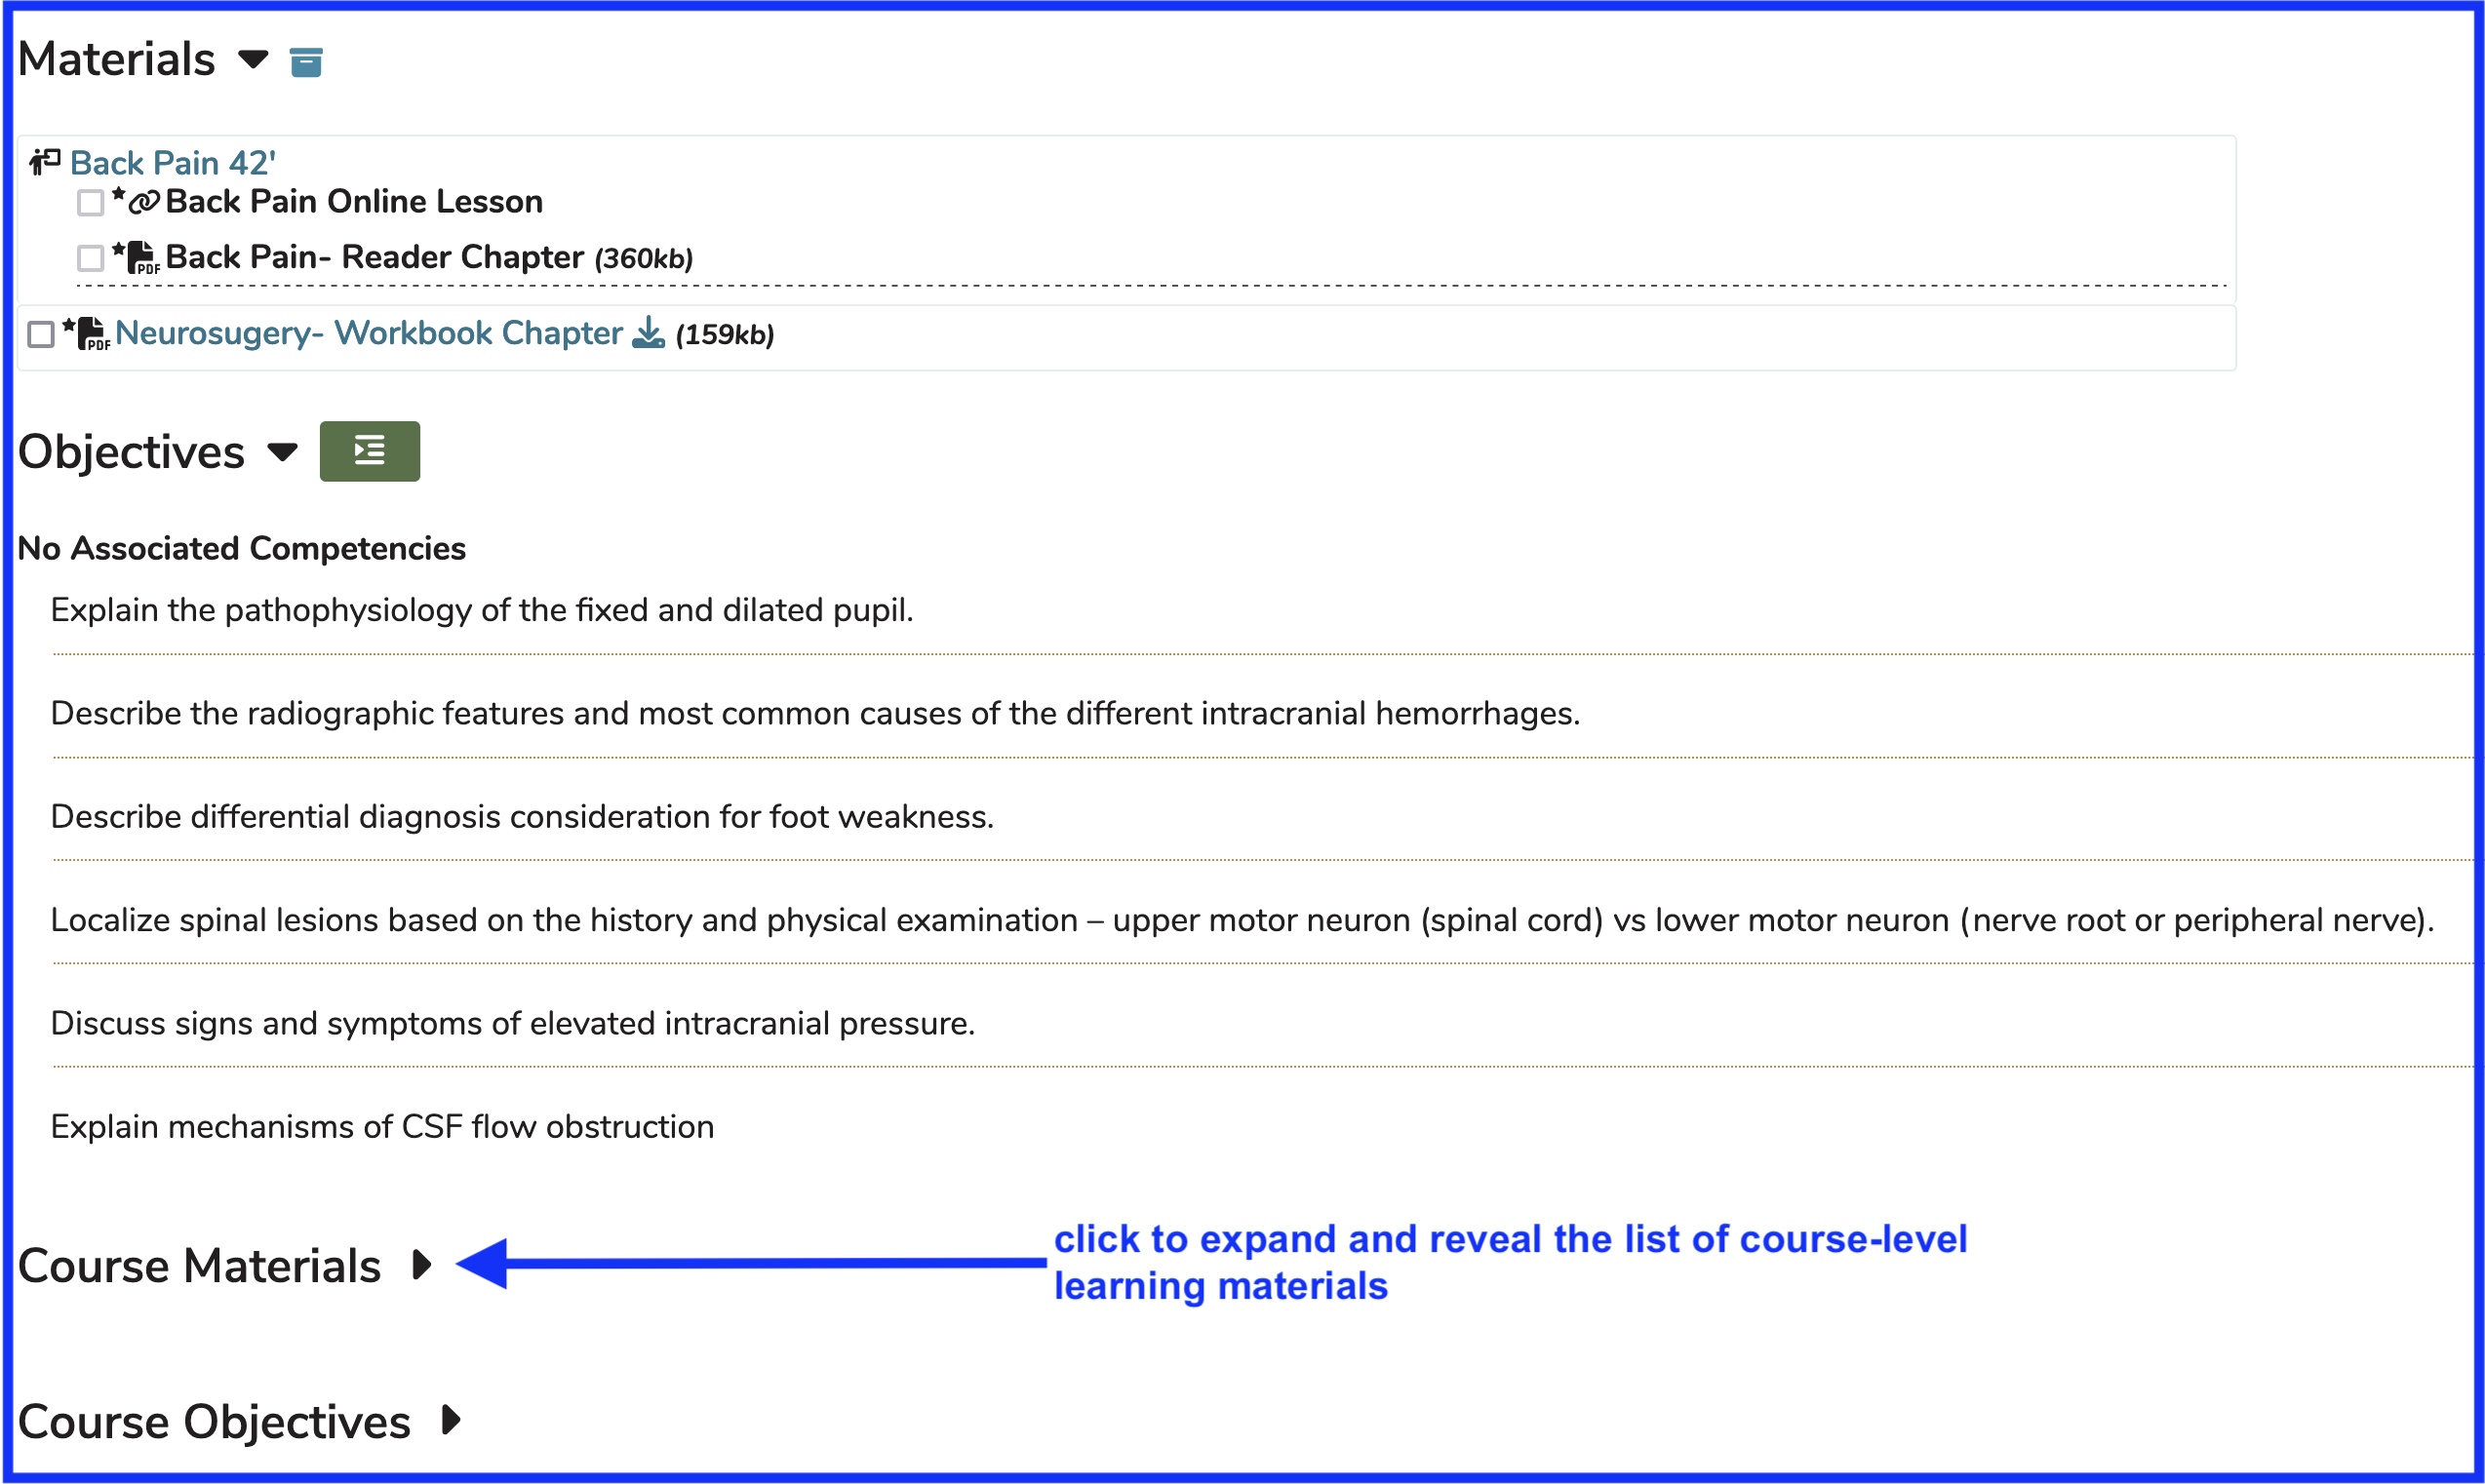 Materials
Back Pain 42'
Back Pain Online Lesson
PDF Back Pain- Reader Chapter (360kb)
PDF Neurosugery- Workbook Chapter (159kb)
Objectives
No Associated Competencies
Explain the pathophysiology of the fixed and dilated pupil.
Describe the radiographic features and most common causes of the different intracranial hemorrhages.
Describe differential diagnosis consideration for foot weakness.
Localize spinal lesions based on the history and physical examination – upper motor neuron (spinal cord) vs lower motor neuron (nerve root or peripheral nerve).
Discuss signs and symptoms of elevated intracranial pressure.
Explain mechanisms of CSF flow obstruction
Course Materials
click to expand and reveal the list of course-level
learning materials
Course Objectives